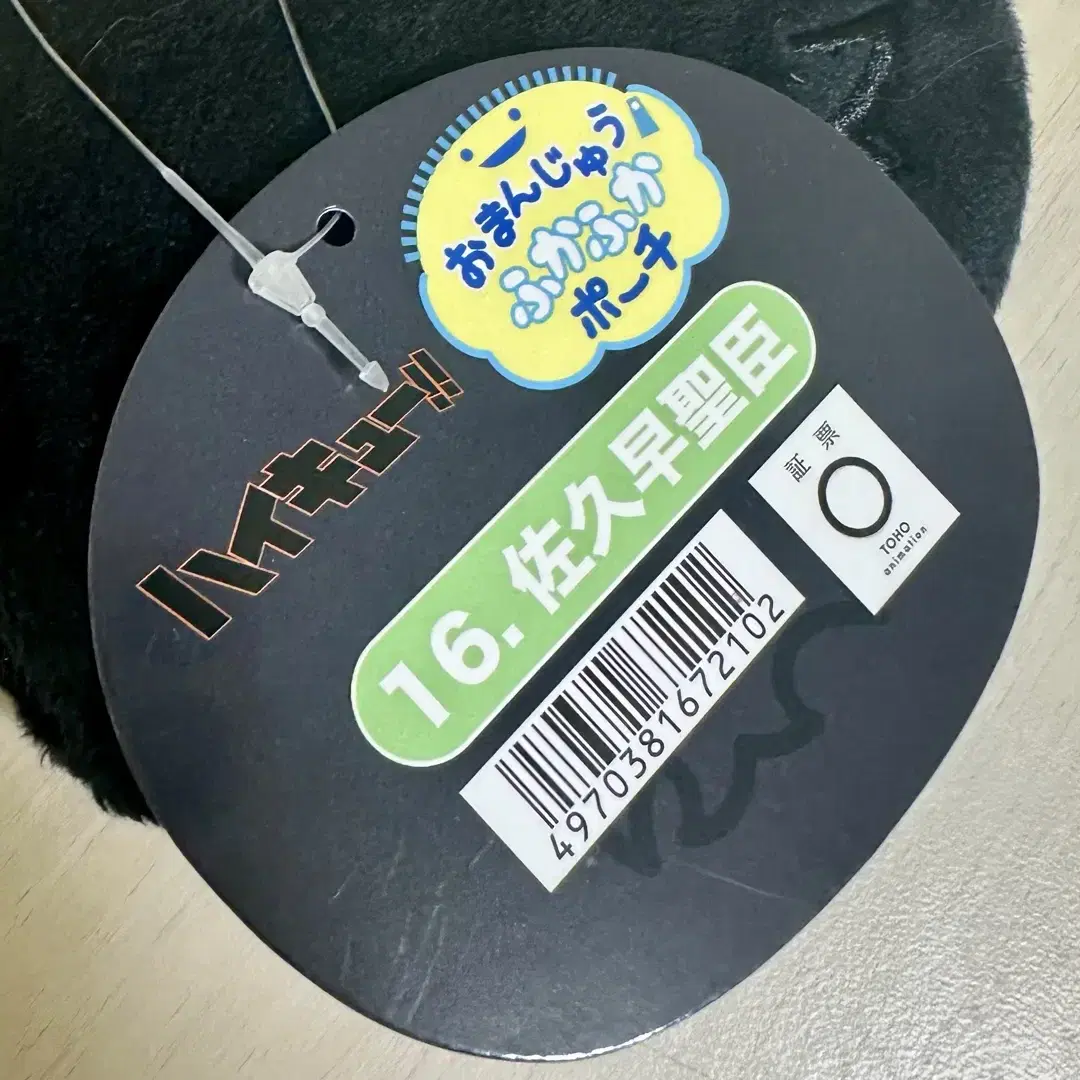 おまんじゅう
ふかふか
ポーチ
ハイキュー!!
16. 佐久早聖臣
証票
TOHO
animation
4970381672102